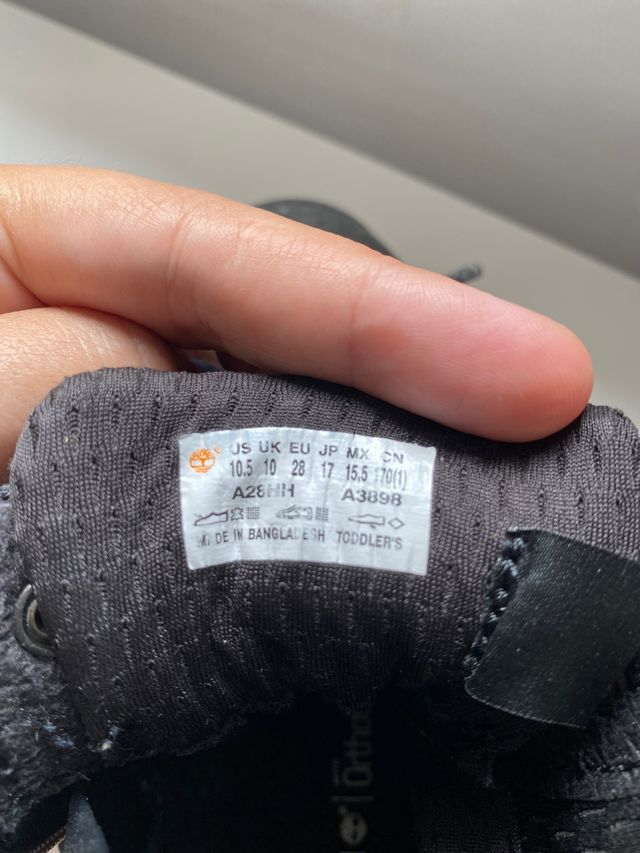 US UK EU JP MX CN
10.5 10 28 17 15.5 170(1)
A28HH A3898
MADE IN BANGLADESH TODDLER'S
Ortho